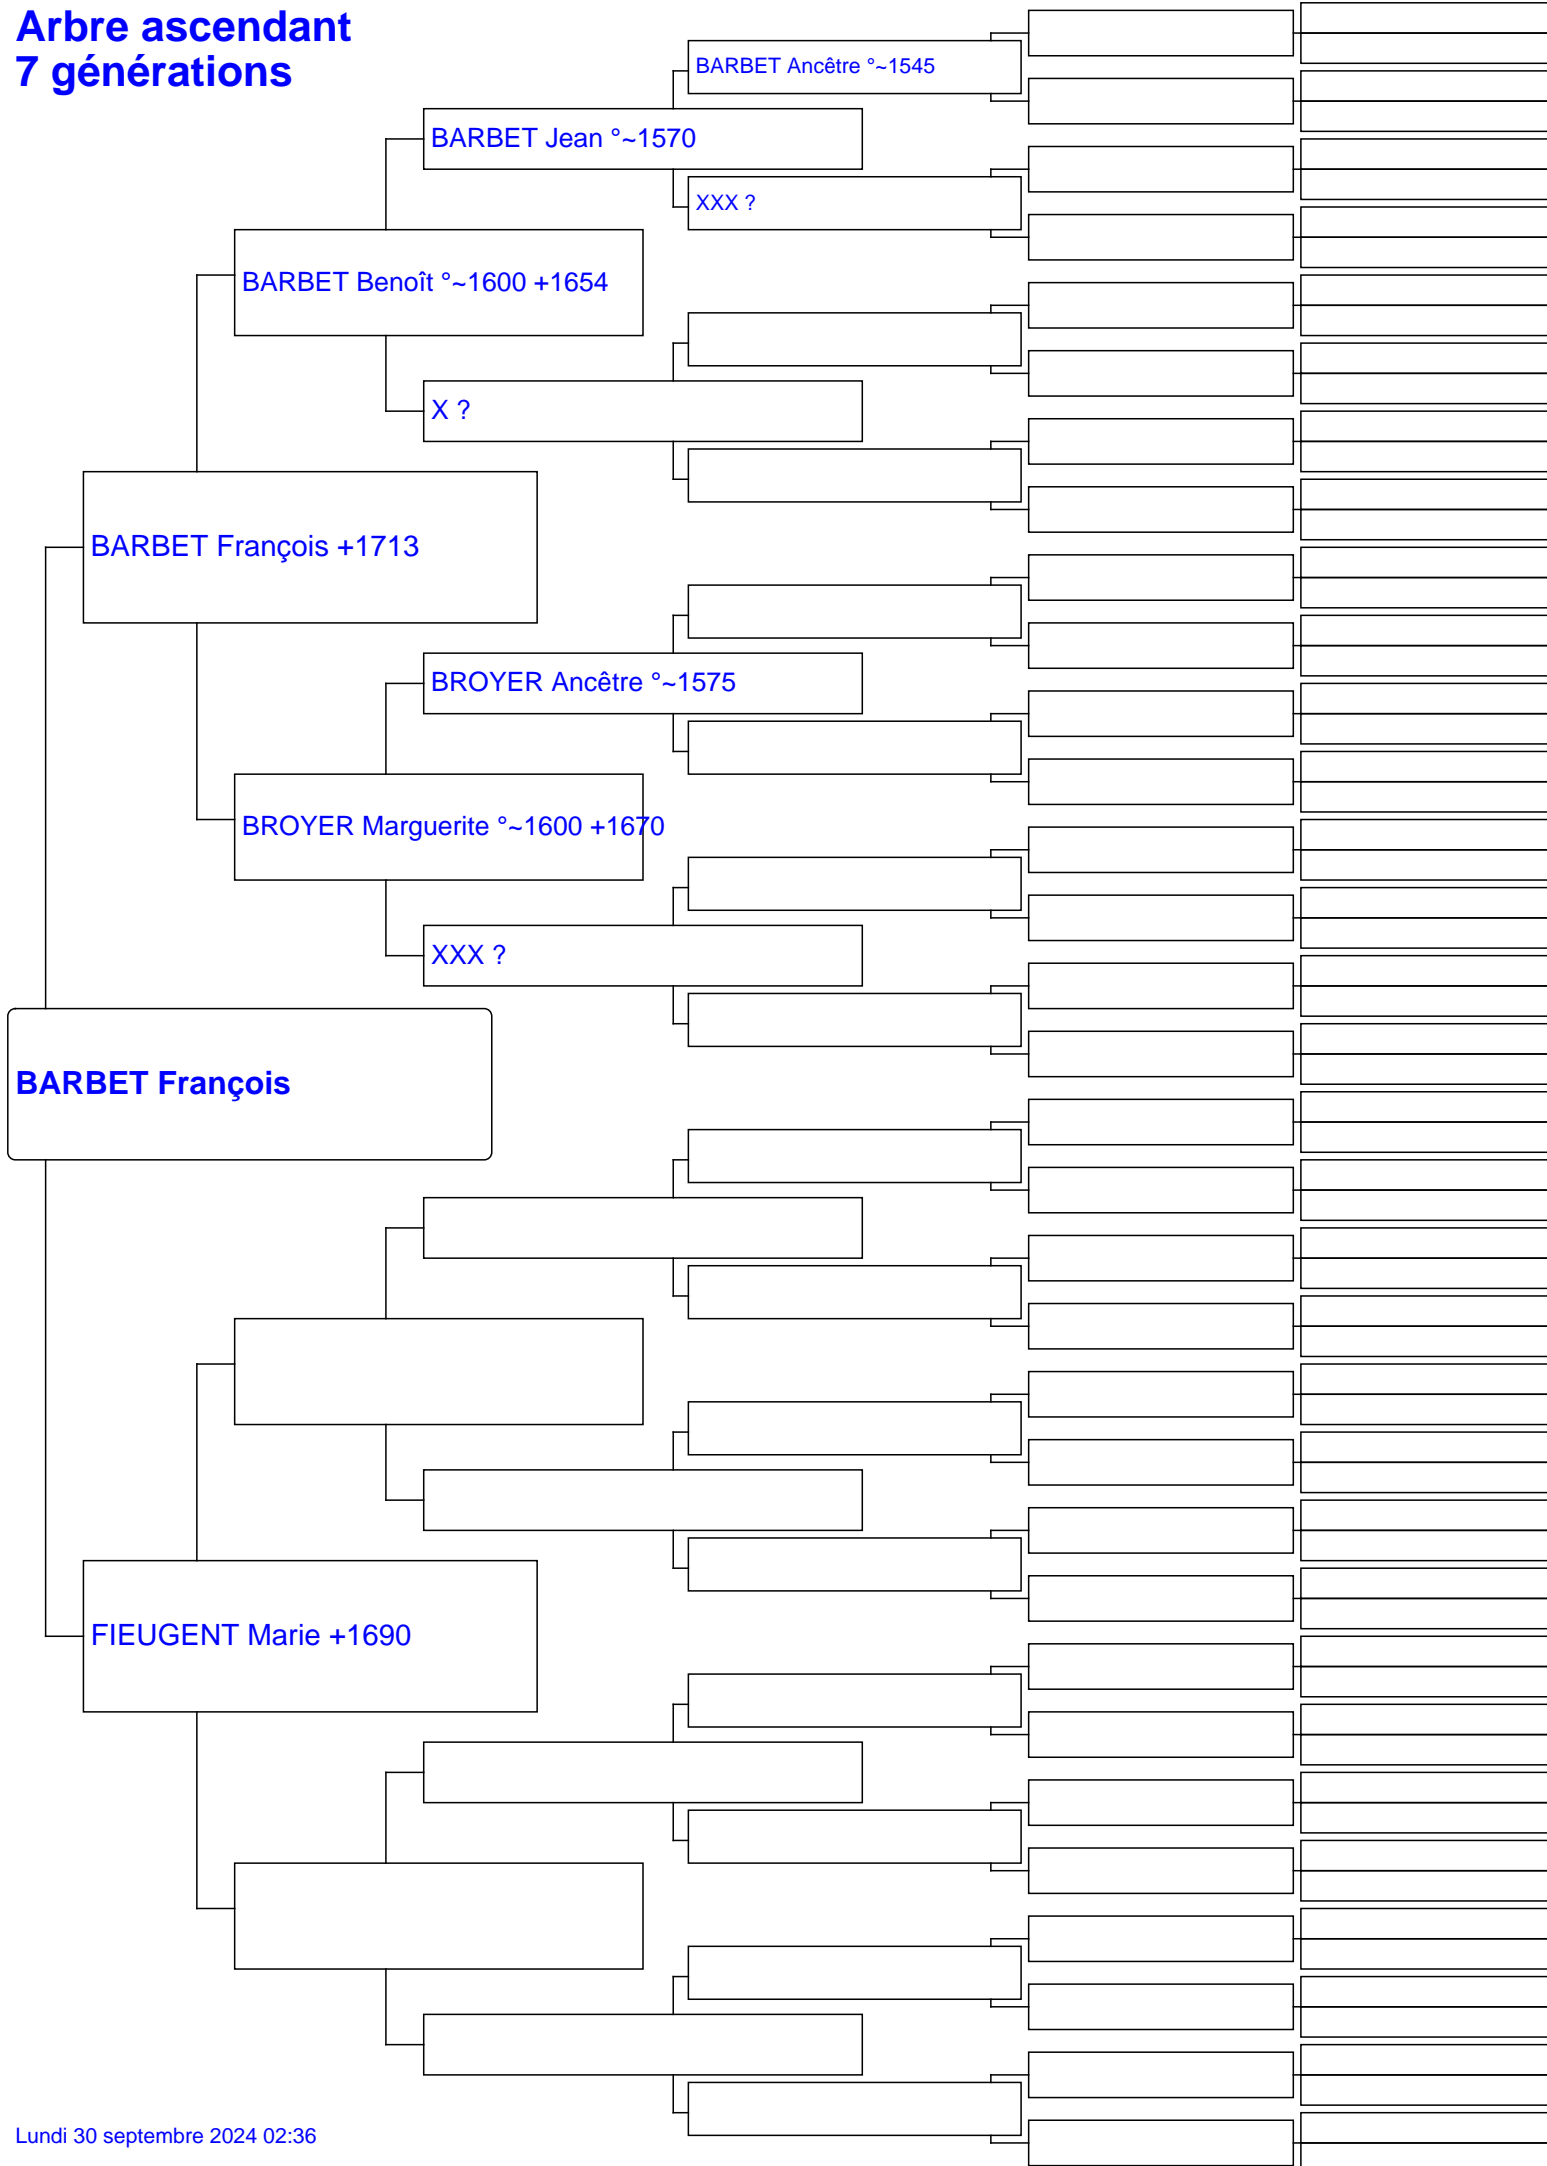 Arbre ascendant
7 générations
BARBET Ancêtre °~1545
BARBET Jean °~1570
XXX ?
BARBET Benoît °~1600 +1654
X ?
BARBET François +1713
BROYER Ancêtre °~1575
BROYER Marguerite °~1600 +1670
XXX ?
BARBET François
FIEUGENT Marie +1690
Lundi 30 septembre 2024 02:36